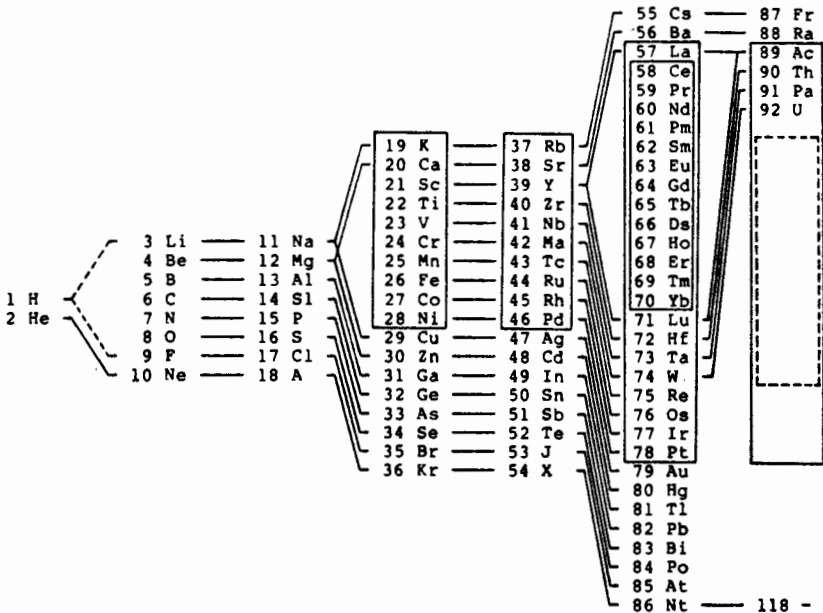 55 Cs 87 Fr
56 Ba 88 Ra
57 La 89 Ac
58 Ce 90 Th
59 Pr 91 Pa
60 Nd 92 U
61 Pm
19 K 37 Rb 62 Sm
20 Ca 38 Sr 63 Eu
21 Sc 39 Y 64 Gd
22 Ti 40 Zr 65 Tb
23 V 41 Nb 66 Ds
3 Li 11 Na 24 Cr 42 Ma 67 Ho
4 Be 12 Mg 25 Mn 43 Tc 68 Er
5 B 13 Al 26 Fe 44 Ru 69 Tm
1 H 6 C 14 Sl 27 Co 45 Rh 70 Yb
2 He 7 N 15 P 28 Ni 46 Pd 71 Lu
8 O 16 S 29 Cu 47 Ag 72 Hf
9 F 17 Cl 30 Zn 48 Cd 73 Ta
10 Ne 18 A 31 Ga 49 In 74 W
32 Ge 50 Sn 75 Re
33 As 51 Sb 76 Os
34 Se 52 Te 77 Ir
35 Br 53 J 78 Pt
36 Kr 54 X 79 Au
80 Hg
81 Tl
82 Pb
83 Bi
84 Po
85 At
86 Nt 118 -